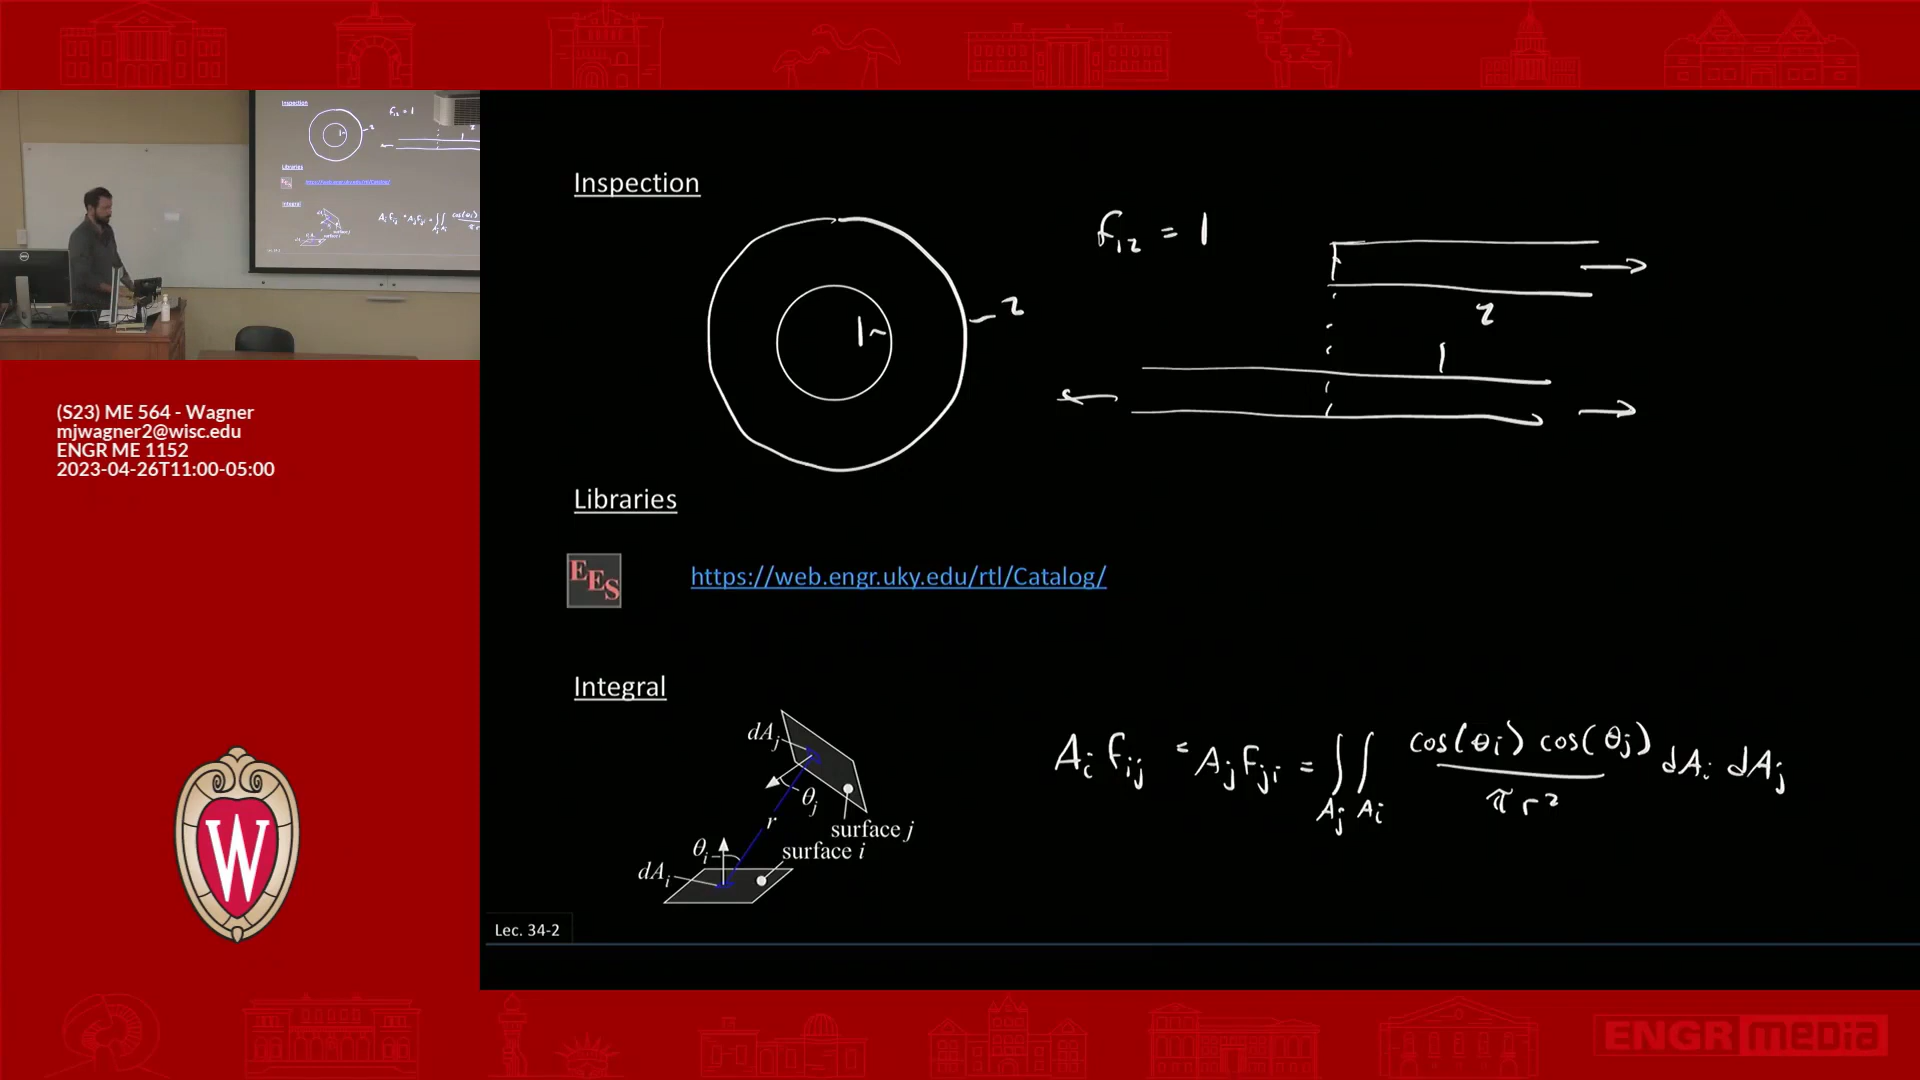 (S23) ME 564 - Wagner
mjwagner2@wisc.edu
ENGR ME 1152
2023-04-26T11:00-05:00
W
Inspection
1
2
F12 = 1
2
1
Libraries
EES
https://web.engr.uky.edu/rtl/Catalog/
Integral
dAj
θj
r
surface j
θi
surface i
dAi
Ai Fij = Aj Fji = ∫∫ Aj Ai cos(θi) cos(θj) / π r² dAi dAj
Lec. 34-2
ENGR media